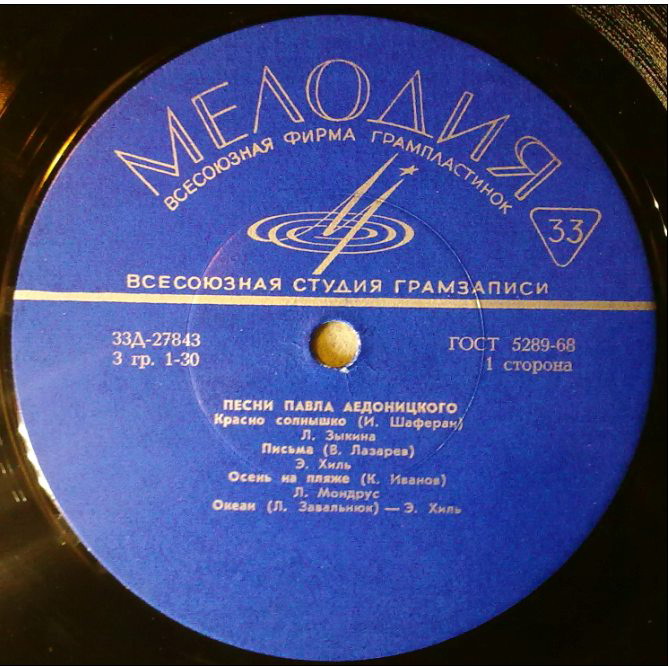 МЕЛОДИЯ
ВСЕСОЮЗНАЯ ФИРМА ГРАМПЛАСТИНОК
33
ВСЕСОЮЗНАЯ СТУДИЯ ГРАМЗАПИСИ
33Д-27843
ГОСТ 5289-68
3 гр. 1-30
1 сторона
ПЕСНИ ПАВЛА АЕДОНИЦКОГО
Красно солнышко (И. Шаферан)
Л. Зыкина
Письма (В. Лазарев)
Э. Хиль
Осень на пляже (К. Иванов)
Л. Мондрус
Океан (Л. Завальнюк) — Э. Хиль